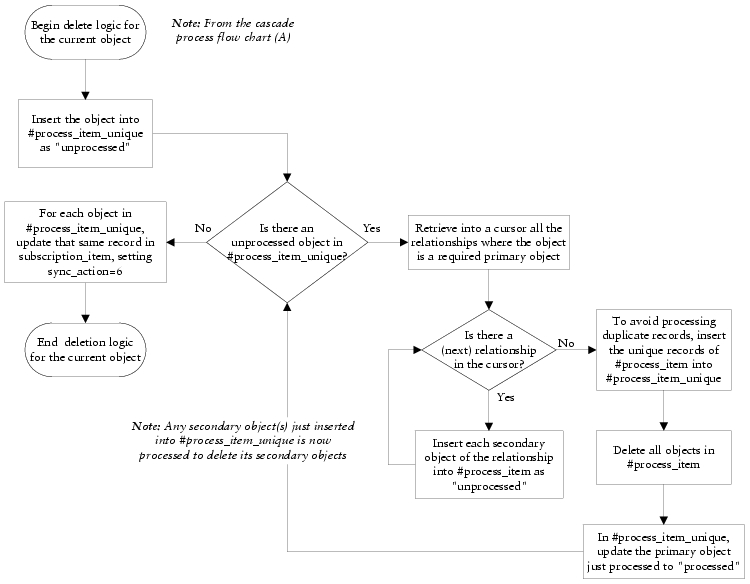 Begin delete logic for
the current object
Note: From the cascade
process flow chart (A)
Insert the object into
#process_item_unique
as "unprocessed"
For each object in
#process_item_unique,
update that same record in
subscription_item, setting
sync_action=6
No
Is there an
unprocessed object in
#process_item_unique?
Yes
Retrieve into a cursor all the
relationships where the object
is a required primary object
End deletion logic
for the current object
Is there a
(next) relationship
in the cursor?
No
To avoid processing
duplicate records, insert
the unique records of
#process_item into
#process_item_unique
Yes
Note: Any secondary object(s) just inserted
into #process_item_unique is now
processed to delete its secondary objects
Insert each secondary
object of the relationship
into #process_item as
"unprocessed"
Delete all objects in
#process_item
In #process_item_unique,
update the primary object
just processed to "processed"